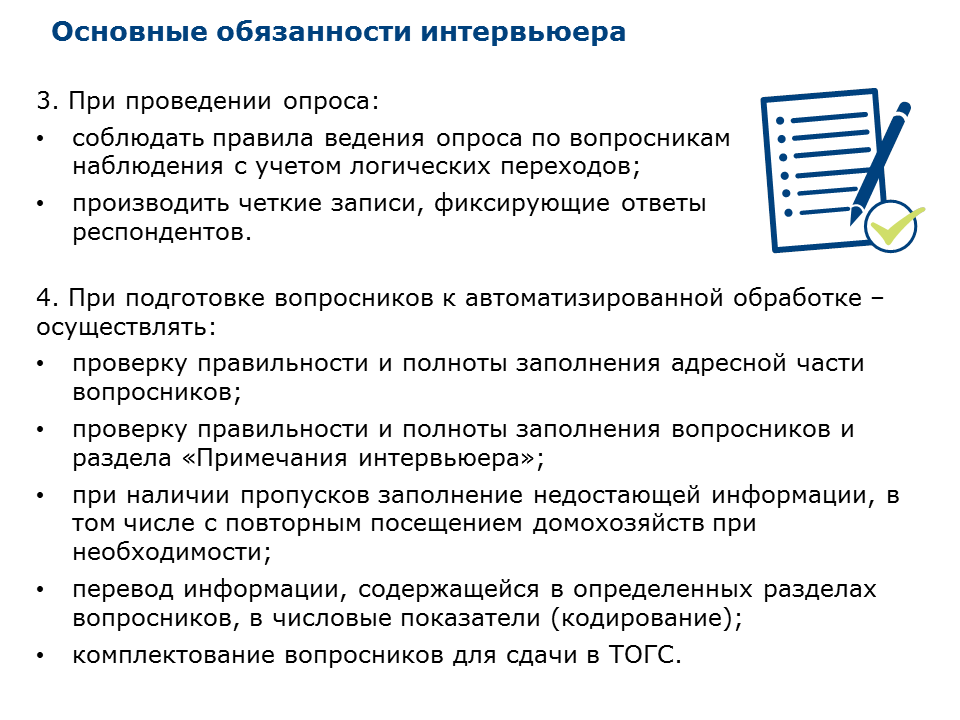 Основные обязанности интервьюера
3. При проведении опроса:
• соблюдать правила ведения опроса по вопросникам
наблюдения с учетом логических переходов;
• производить четкие записи, фиксирующие ответы
респондентов.
4. При подготовке вопросников к автоматизированной обработке –
осуществлять:
• проверку правильности и полноты заполнения адресной части
вопросников;
• проверку правильности и полноты заполнения вопросников и
раздела «Примечания интервьюера»;
• при наличии пропусков заполнение недостающей информации, в
том числе с повторным посещением домохозяйств при
необходимости;
• перевод информации, содержащейся в определенных разделах
вопросников, в числовые показатели (кодирование);
• комплектование вопросников для сдачи в ТОГС.